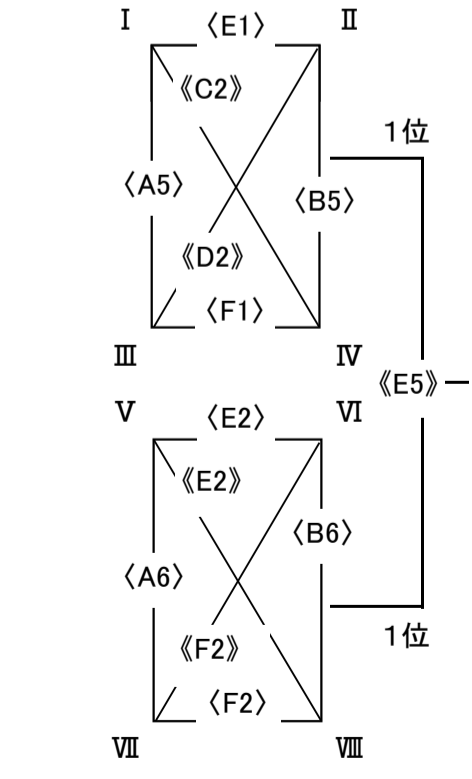 Ⅰ 〈E1〉 Ⅱ
《C2》
1位
〈A5〉 〈B5〉
《D2》
〈F1〉
Ⅲ Ⅳ
《E5》
Ⅴ 〈E2〉 Ⅵ
《E2》
〈B6〉
〈A6〉
1位
《F2》
〈F2〉
Ⅶ Ⅷ